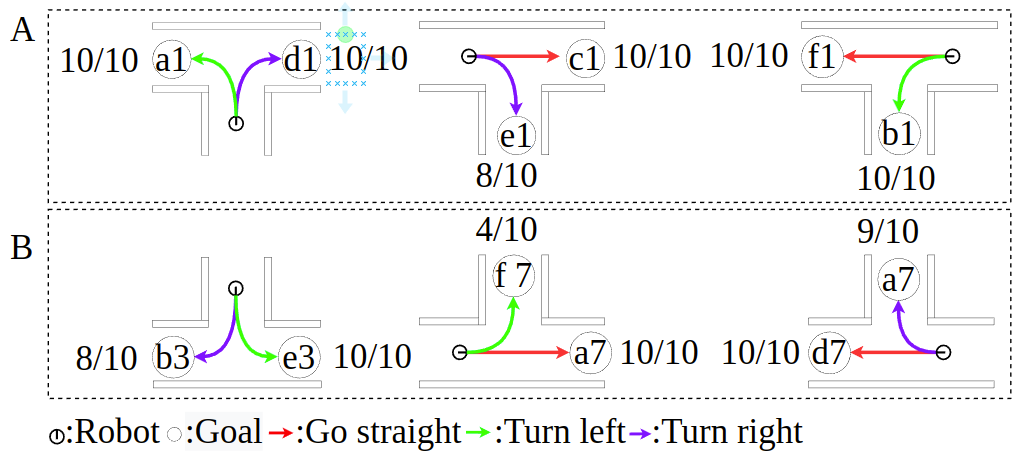 A
10/10 a1 d1 10/10
c1 10/10
e1
8/10
10/10 f1
b1
10/10
B
8/10 b3 e3 10/10
4/10
f 7
a7 10/10
9/10
a7
10/10 d7
:Robot :Goal :Go straight :Turn left :Turn right